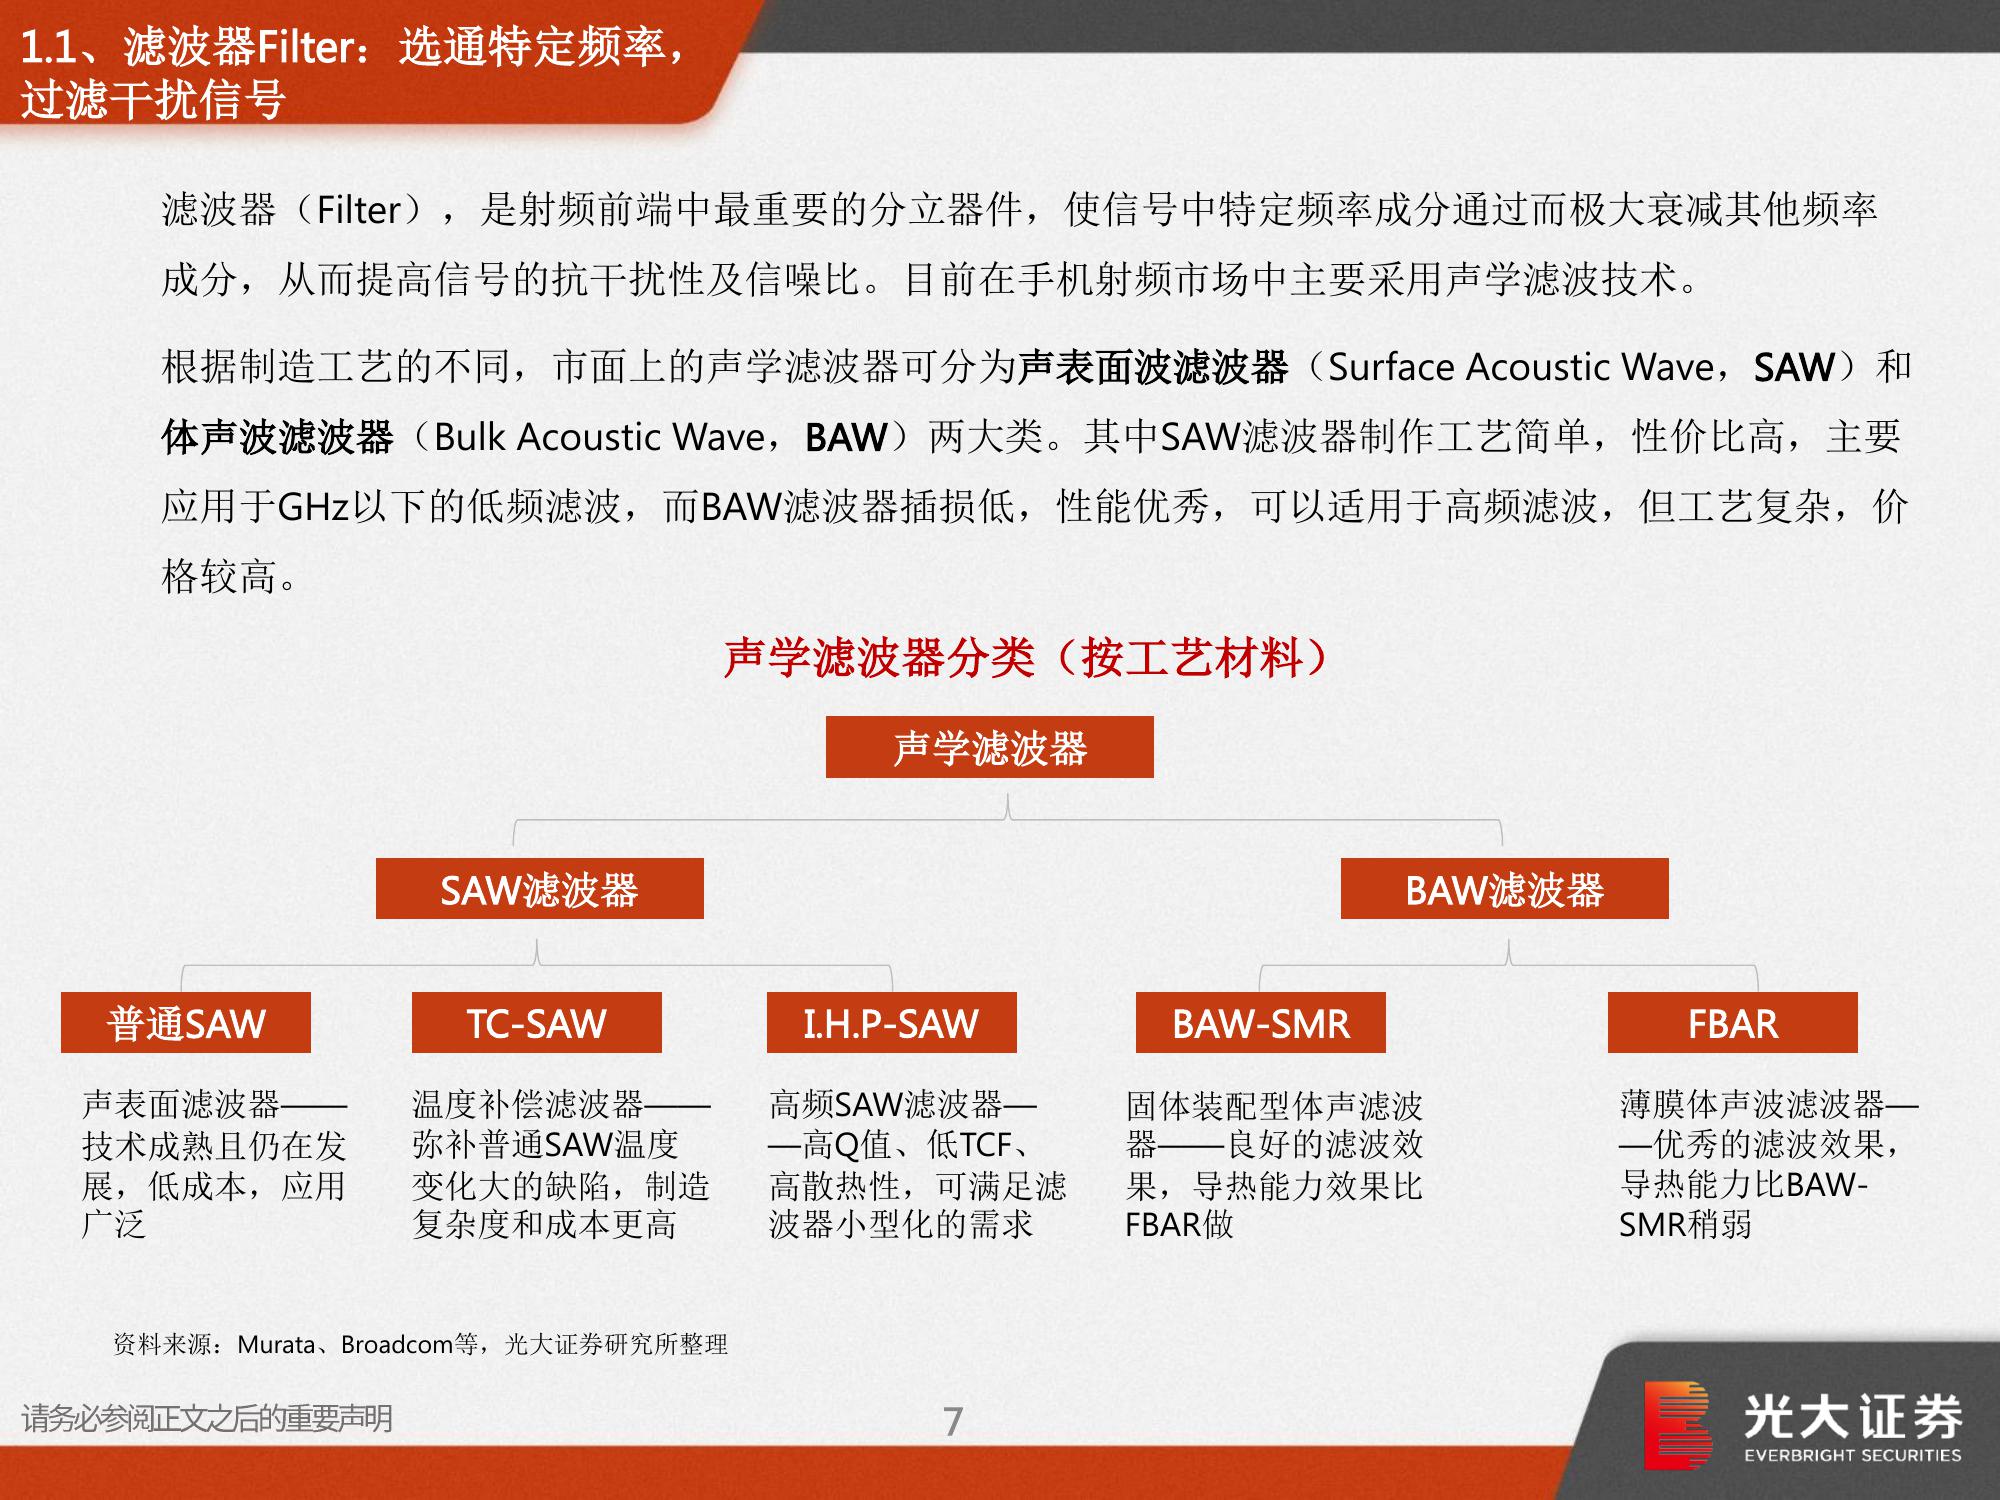 1.1、滤波器Filter：选通特定频率，
过滤干扰信号
滤波器（Filter），是射频前端中最重要的分立器件，使信号中特定频率成分通过而极大衰减其他频率
成分，从而提高信号的抗干扰性及信噪比。目前在手机射频市场中主要采用声学滤波技术。
根据制造工艺的不同，市面上的声学滤波器可分为声表面波滤波器（Surface Acoustic Wave，SAW）和
体声波滤波器（Bulk Acoustic Wave，BAW）两大类。其中SAW滤波器制作工艺简单，性价比高，主要
应用于GHz以下的低频滤波，而BAW滤波器插损低，性能优秀，可以适用于高频滤波，但工艺复杂，价
格较高。
声学滤波器分类（按工艺材料）
声学滤波器
SAW滤波器
BAW滤波器
普通SAW
TC-SAW
I.H.P-SAW
BAW-SMR
FBAR
声表面滤波器——
技术成熟且仍在发
展，低成本，应用
广泛
温度补偿滤波器——
弥补普通SAW温度
变化大的缺陷，制造
复杂度和成本更高
高频SAW滤波器—
—高Q值、低TCF、
高散热性，可满足滤
波器小型化的需求
固体装配型体声滤波
器——良好的滤波效
果，导热能力效果比
FBAR做
薄膜体声波滤波器—
—优秀的滤波效果，
导热能力比BAW-
SMR稍弱
资料来源：Murata、Broadcom等，光大证券研究所整理
请务必参阅正文之后的重要声明
7
光大证券
EVERBRIGHT SECURITIES